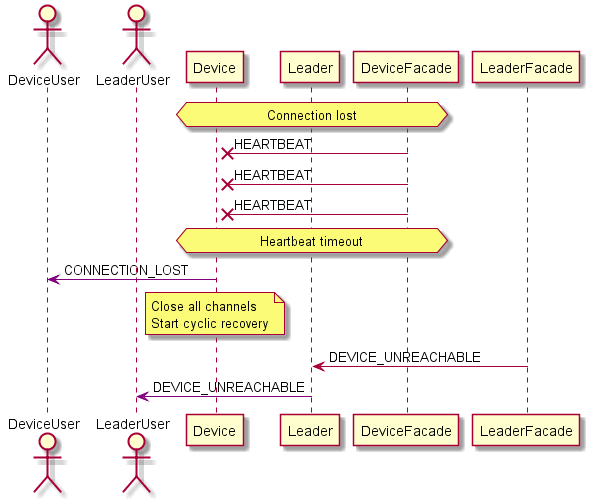 DeviceUser
LeaderUser
Device
Leader
DeviceFacade
LeaderFacade
Connection lost
HEARTBEAT
HEARTBEAT
HEARTBEAT
Heartbeat timeout
CONNECTION_LOST
Close all channels
Start cyclic recovery
DEVICE_UNREACHABLE
DEVICE_UNREACHABLE
DeviceUser
LeaderUser
Device
Leader
DeviceFacade
LeaderFacade